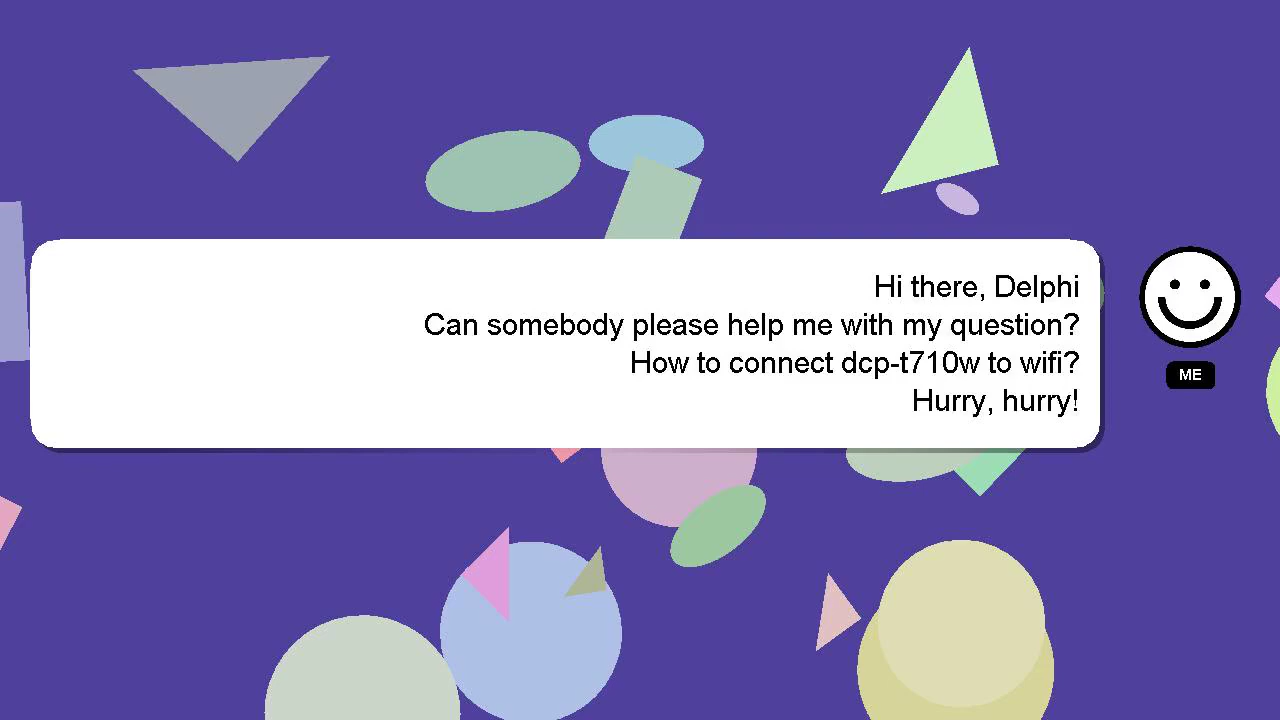 Hi there, Delphi
Can somebody please help me with my question?
How to connect dcp-t710w to wifi?
Hurry, hurry!
ME